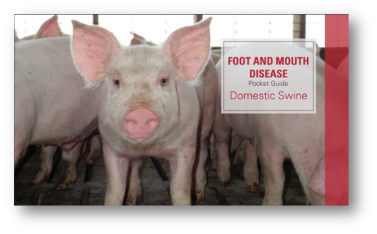 FOOT AND MOUTH
DISEASE
Pocket Guide
Domestic Swine